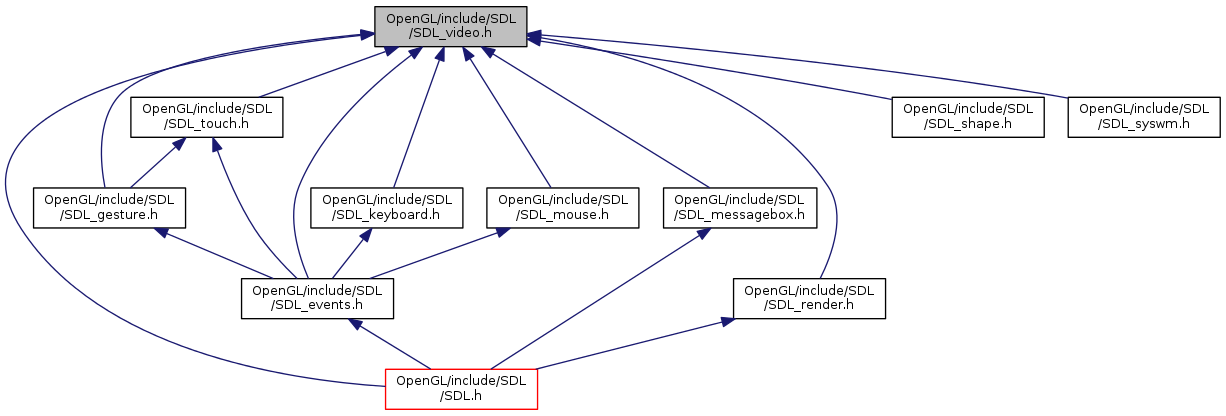 OpenGL/include/SDL
/SDL_video.h
OpenGL/include/SDL
/SDL_touch.h
OpenGL/include/SDL
/SDL_shape.h
OpenGL/include/SDL
/SDL_syswm.h
OpenGL/include/SDL
/SDL_gesture.h
OpenGL/include/SDL
/SDL_keyboard.h
OpenGL/include/SDL
/SDL_mouse.h
OpenGL/include/SDL
/SDL_messagebox.h
OpenGL/include/SDL
/SDL_events.h
OpenGL/include/SDL
/SDL_render.h
OpenGL/include/SDL
/SDL.h